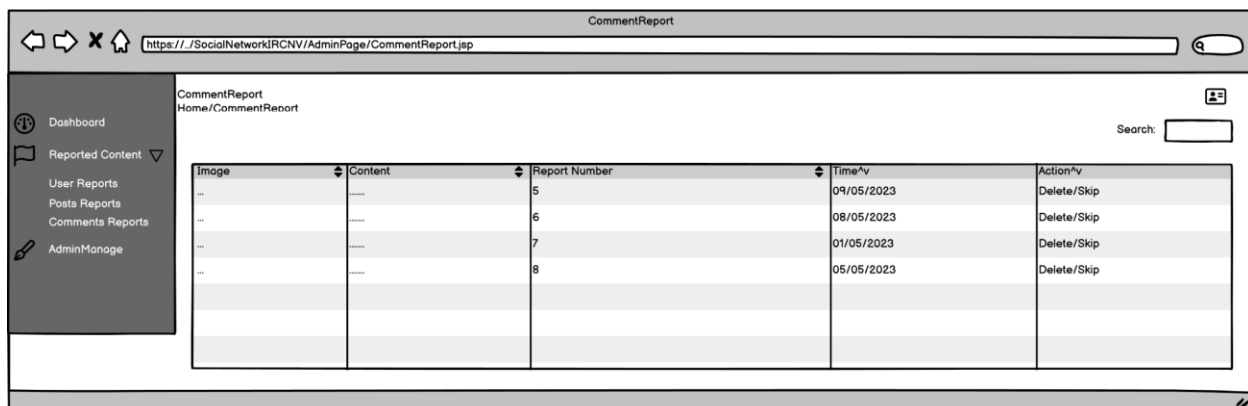 CommentReport
https://../SocialNetworkIRCNV/AdminPage/CommentReport.jsp
Dashboard
Reported Content
User Reports
Posts Reports
Comments Reports
AdminManage
CommentReport
Home/CommentReport
Search:
Image Content Report Number Time^v Action^v
... ....... 5 09/05/2023 Delete/Skip
... ....... 6 08/05/2023 Delete/Skip
... ....... 7 01/05/2023 Delete/Skip
... ....... 8 05/05/2023 Delete/Skip